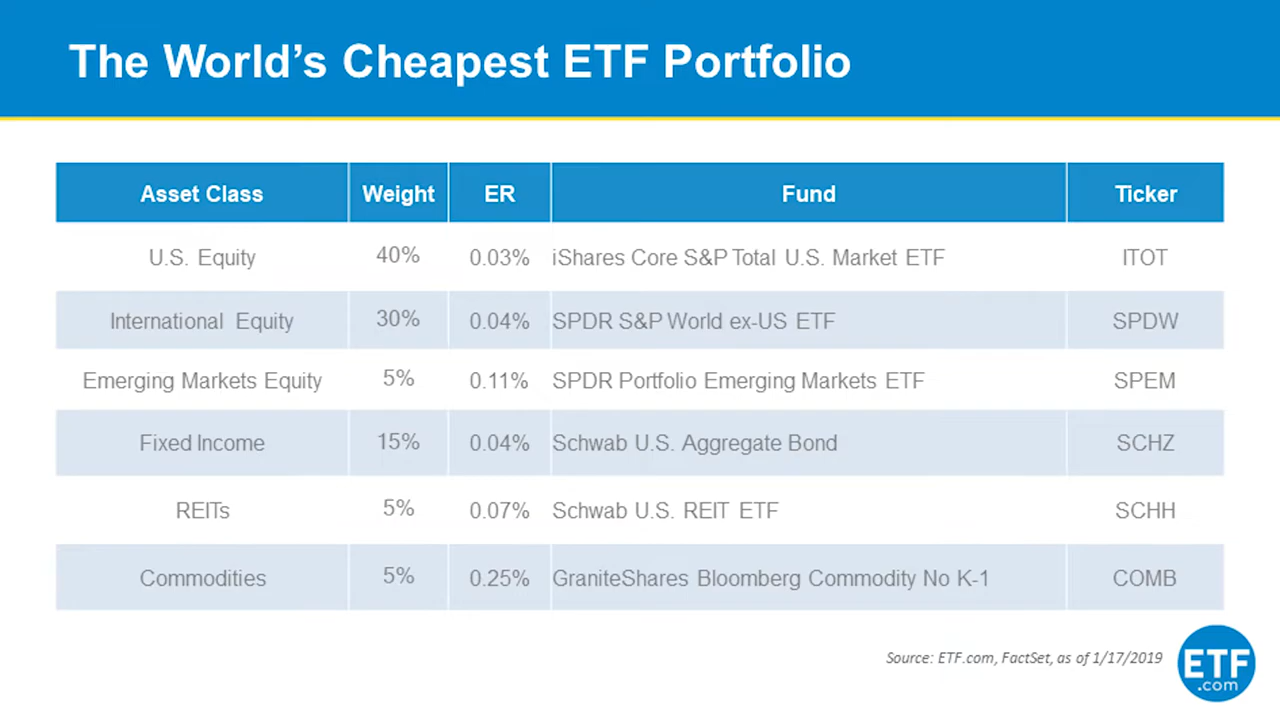 The World's Cheapest ETF Portfolio
Asset Class Weight ER Fund Ticker
U.S. Equity 40% 0.03% iShares Core S&P Total U.S. Market ETF ITOT
International Equity 30% 0.04% SPDR S&P World ex-US ETF SPDW
Emerging Markets Equity 5% 0.11% SPDR Portfolio Emerging Markets ETF SPEM
Fixed Income 15% 0.04% Schwab U.S. Aggregate Bond SCHZ
REITs 5% 0.07% Schwab U.S. REIT ETF SCHH
Commodities 5% 0.25% GraniteShares Bloomberg Commodity No K-1 COMB
Source: ETF.com, FactSet, as of 1/17/2019
ETF
.com